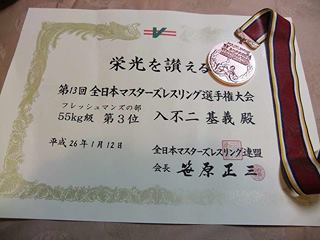 栄光を讃える
第13回 全日本マスターズレスリング選手権大会
フレッシュマンズの部
55kg級 第3位 入不二 基義 殿
平成26年1月12日
全日本マスターズレスリング連盟
会長 笹原正三